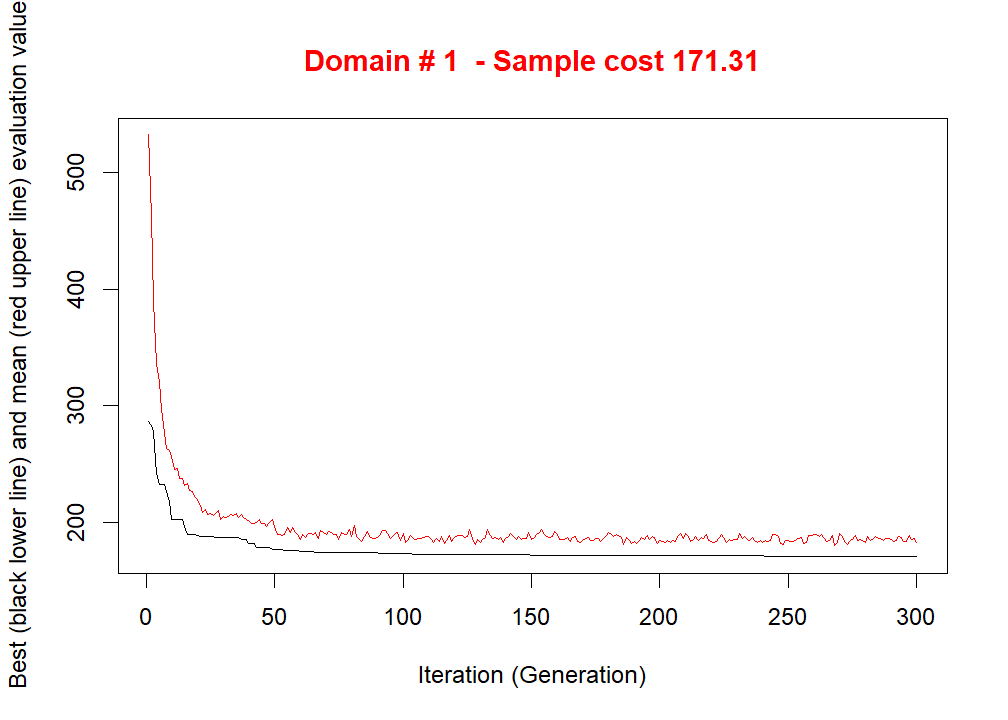 Domain # 1 - Sample cost 171.31
Best (black lower line) and mean (red upper line) evaluation value
500
400
300
200
0 50 100 150 200 250 300
Iteration (Generation)